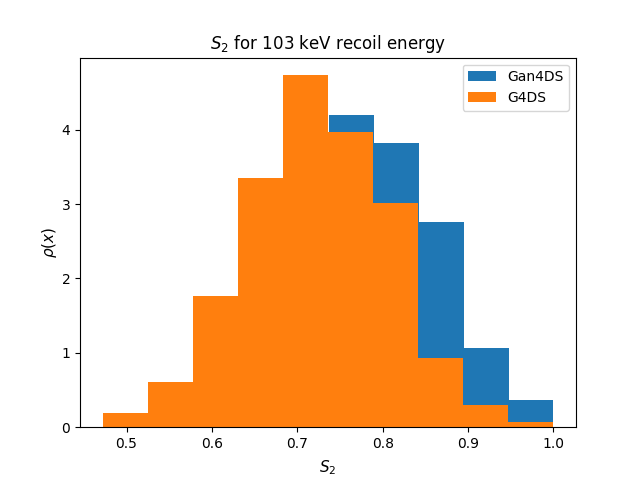 S₂ for 103 keV recoil energy
Gan4DS
G4DS
ρ(x)
4
3
2
1
0
0.5 0.6 0.7 0.8 0.9 1.0
S₂